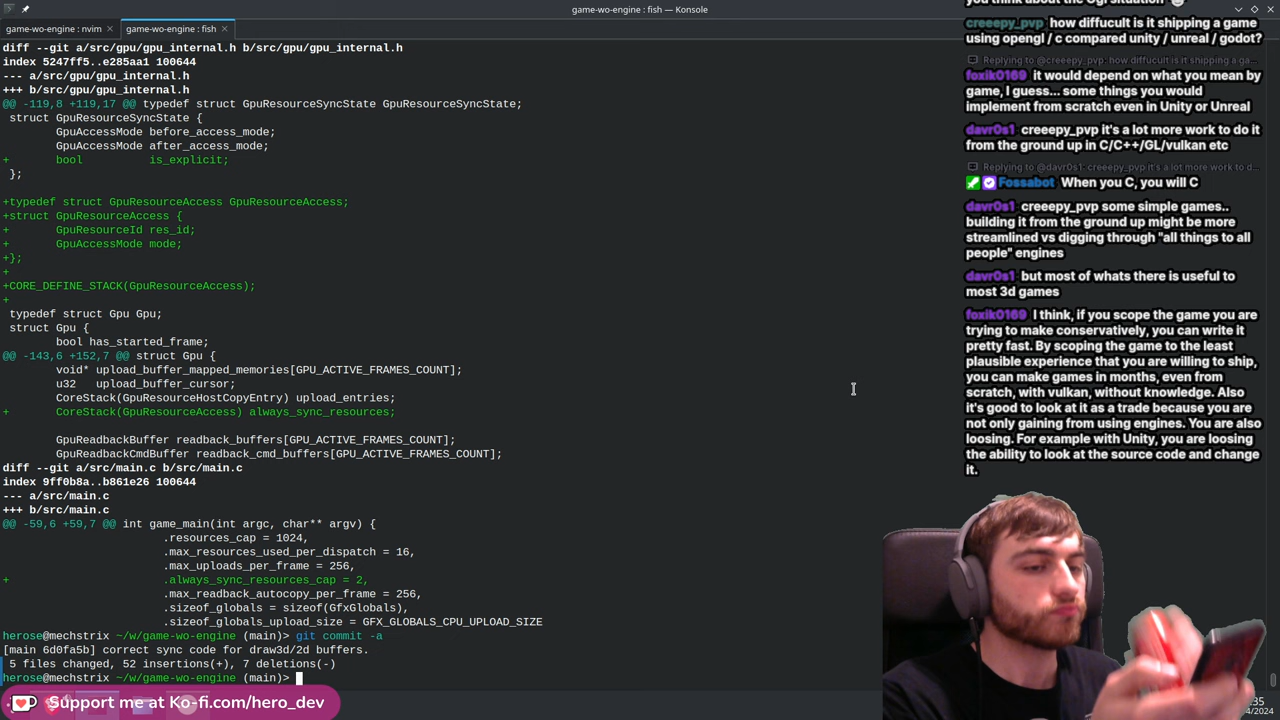 game-wo-engine : fish — Konsole
game-wo-engine : nvim
game-wo-engine : fish
diff --git a/src/gpu/gpu_internal.h b/src/gpu/gpu_internal.h
index 5247ff5..e285aa1 100644
--- a/src/gpu/gpu_internal.h
+++ b/src/gpu/gpu_internal.h
@@ -119,8 +119,17 @@ typedef struct GpuResourceSyncState GpuResourceSyncState;
struct GpuResourceSyncState {
GpuAccessMode before_access_mode;
GpuAccessMode after_access_mode;
+ bool is_explicit;
};
+typedef struct GpuResourceAccess GpuResourceAccess;
+struct GpuResourceAccess {
+ GpuResourceId res_id;
+ GpuAccessMode mode;
+};
+
+CORE_DEFINE_STACK(GpuResourceAccess);
+
typedef struct Gpu Gpu;
struct Gpu {
bool has_started_frame;
@@ -143,6 +152,7 @@ struct Gpu {
void* upload_buffer_mapped_memories[GPU_ACTIVE_FRAMES_COUNT];
u32 upload_buffer_cursor;
CoreStack(GpuResourceHostCopyEntry) upload_entries;
+ CoreStack(GpuResourceAccess) always_sync_resources;
GpuReadbackBuffer readback_buffers[GPU_ACTIVE_FRAMES_COUNT];
GpuReadbackCmdBuffer readback_cmd_buffers[GPU_ACTIVE_FRAMES_COUNT];
diff --git a/src/main.c b/src/main.c
index 9ff0b8a..b861e26 100644
--- a/src/main.c
+++ b/src/main.c
@@ -59,6 +59,7 @@ int game_main(int argc, char** argv) {
.resources_cap = 1024,
.max_resources_used_per_dispatch = 16,
.max_uploads_per_frame = 256,
+ .always_sync_resources_cap = 2,
.max_readback_autocopy_per_frame = 256,
.sizeof_globals = sizeof(GfxGlobals),
.sizeof_globals_upload_size = GFX_GLOBALS_CPU_UPLOAD_SIZE
herose@mechstrix ~/w/game-wo-engine (main)> git commit -a
[main 6d0fa5b] correct sync code for draw3d/2d buffers.
5 files changed, 52 insertions(+), 7 deletions(-)
herose@mechstrix ~/w/game-wo-engine (main)>
Support me at Ko-fi.com/hero_dev
you think about the Ogl situation
creeepy_pvp how diffucult is it shipping a game
using opengl / c compared unity / unreal / godot?
Replying to @creeepy_pvp: how diffucult is it shipping a ga...
foxik0169 it would depend on what you mean by
game, I guess... some things you would
implement from scratch even in Unity or Unreal
davr0s1 creeepy_pvp it's a lot more work to do it
from the ground up in C/C++/GL/vulkan etc
Replying to @davr0s1: creeepy_pvp it's a lot more work to d...
Fossabot When you C, you will C
davr0s1 creeepy_pvp some simple games..
building it from the ground up might be more
streamlined vs digging through "all things to all
people" engines
davr0s1 but most of whats there is useful to
most 3d games
foxik0169 I think, if you scope the game you are
trying to make conservatively, you can write it
pretty fast. By scoping the game to the least
plausible experience that you are willing to ship,
you can make games in months, even from
scratch, with vulkan, without knowledge. Also
it's good to look at it as a trade because you are
not only gaining from using engines. You are also
loosing. For example with Unity, you are loosing
the ability to look at the source code and change
it.